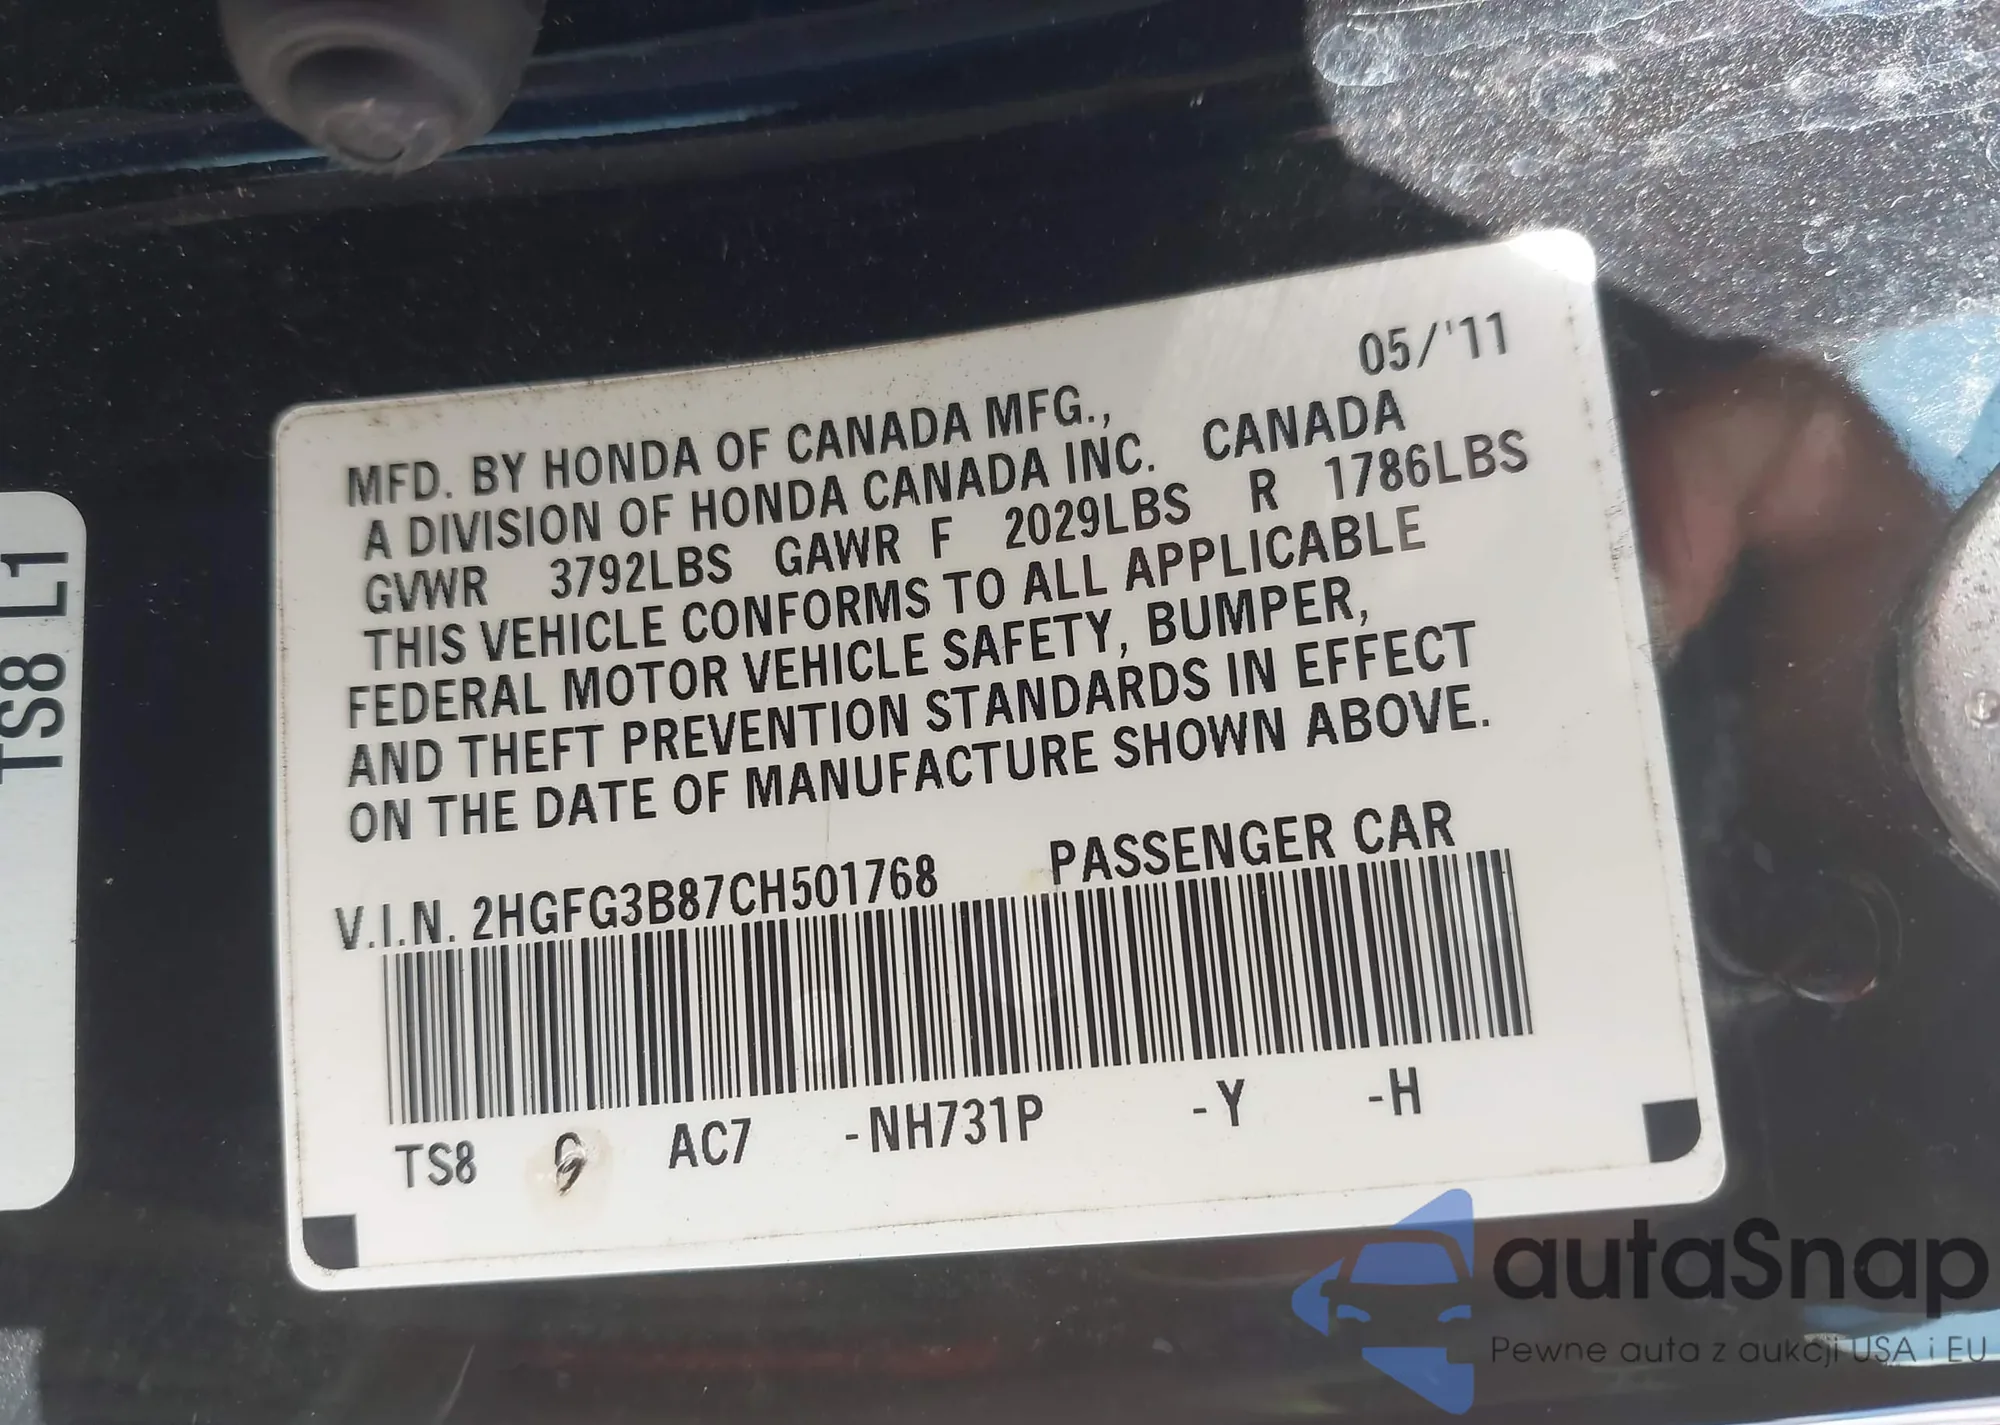 05/'11
MFD. BY HONDA OF CANADA MFG.,
A DIVISION OF HONDA CANADA INC. CANADA
GVWR 3792LBS GAWR F 2029LBS R 1786LBS
THIS VEHICLE CONFORMS TO ALL APPLICABLE
FEDERAL MOTOR VEHICLE SAFETY, BUMPER,
AND THEFT PREVENTION STANDARDS IN EFFECT
ON THE DATE OF MANUFACTURE SHOWN ABOVE.
V.I.N. 2HGFG3B87CH501768 PASSENGER CAR
TS8 AC7 -NH731P -Y -H
TS8 L1
autaSnap
Pewne auta z aukcji USA i EU